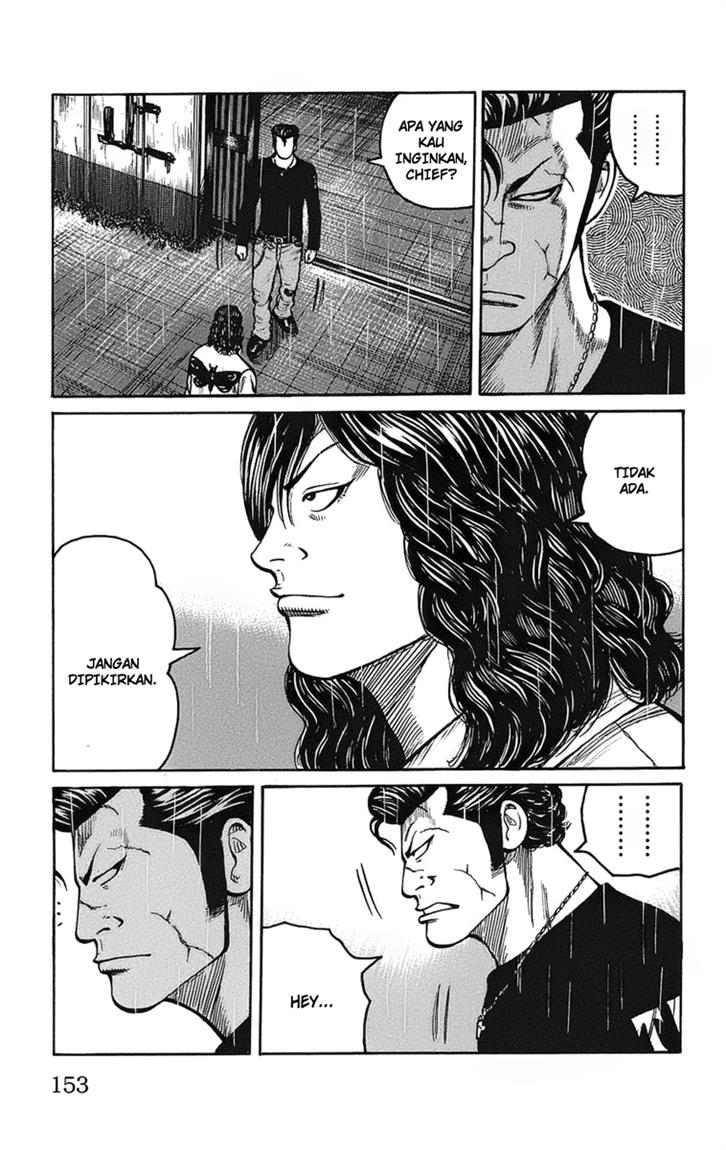 APA YANG
KAU
INGINKAN,
CHIEF?
......
......
TIDAK
ADA.
JANGAN
DIPIKIRKAN.
...
HEY...
......
......
153